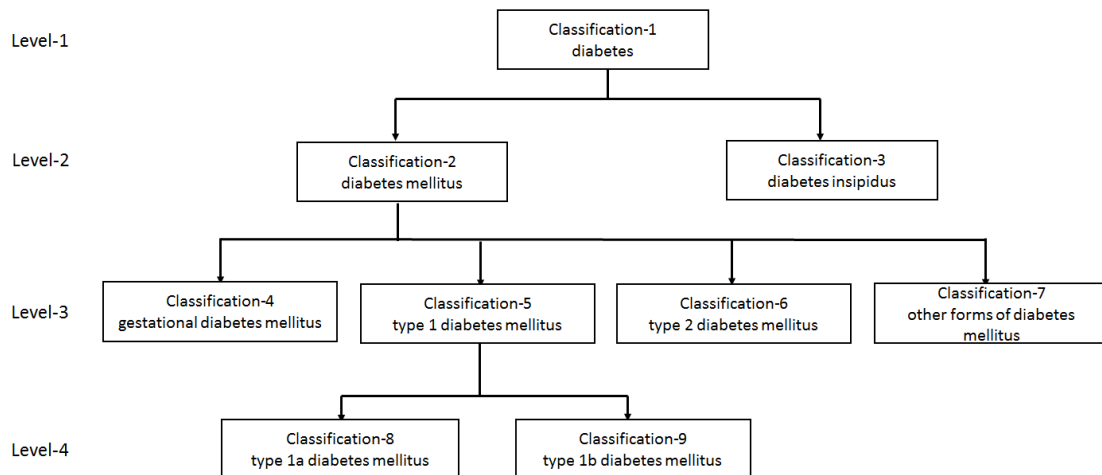 Level-1
Classification-1
diabetes
Level-2
Classification-2
diabetes mellitus
Classification-3
diabetes insipidus
Level-3
Classification-4
gestational diabetes mellitus
Classification-5
type 1 diabetes mellitus
Classification-6
type 2 diabetes mellitus
Classification-7
other forms of diabetes
mellitus
Level-4
Classification-8
type 1a diabetes mellitus
Classification-9
type 1b diabetes mellitus